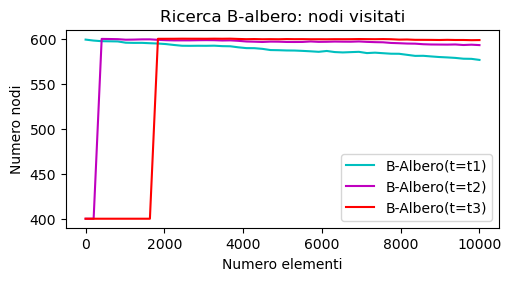 Ricerca B-albero: nodi visitati
Numero nodi
600
550
500
450
400
B-Albero(t=t1)
B-Albero(t=t2)
B-Albero(t=t3)
0
2000
4000
6000
8000
10000
Numero elementi